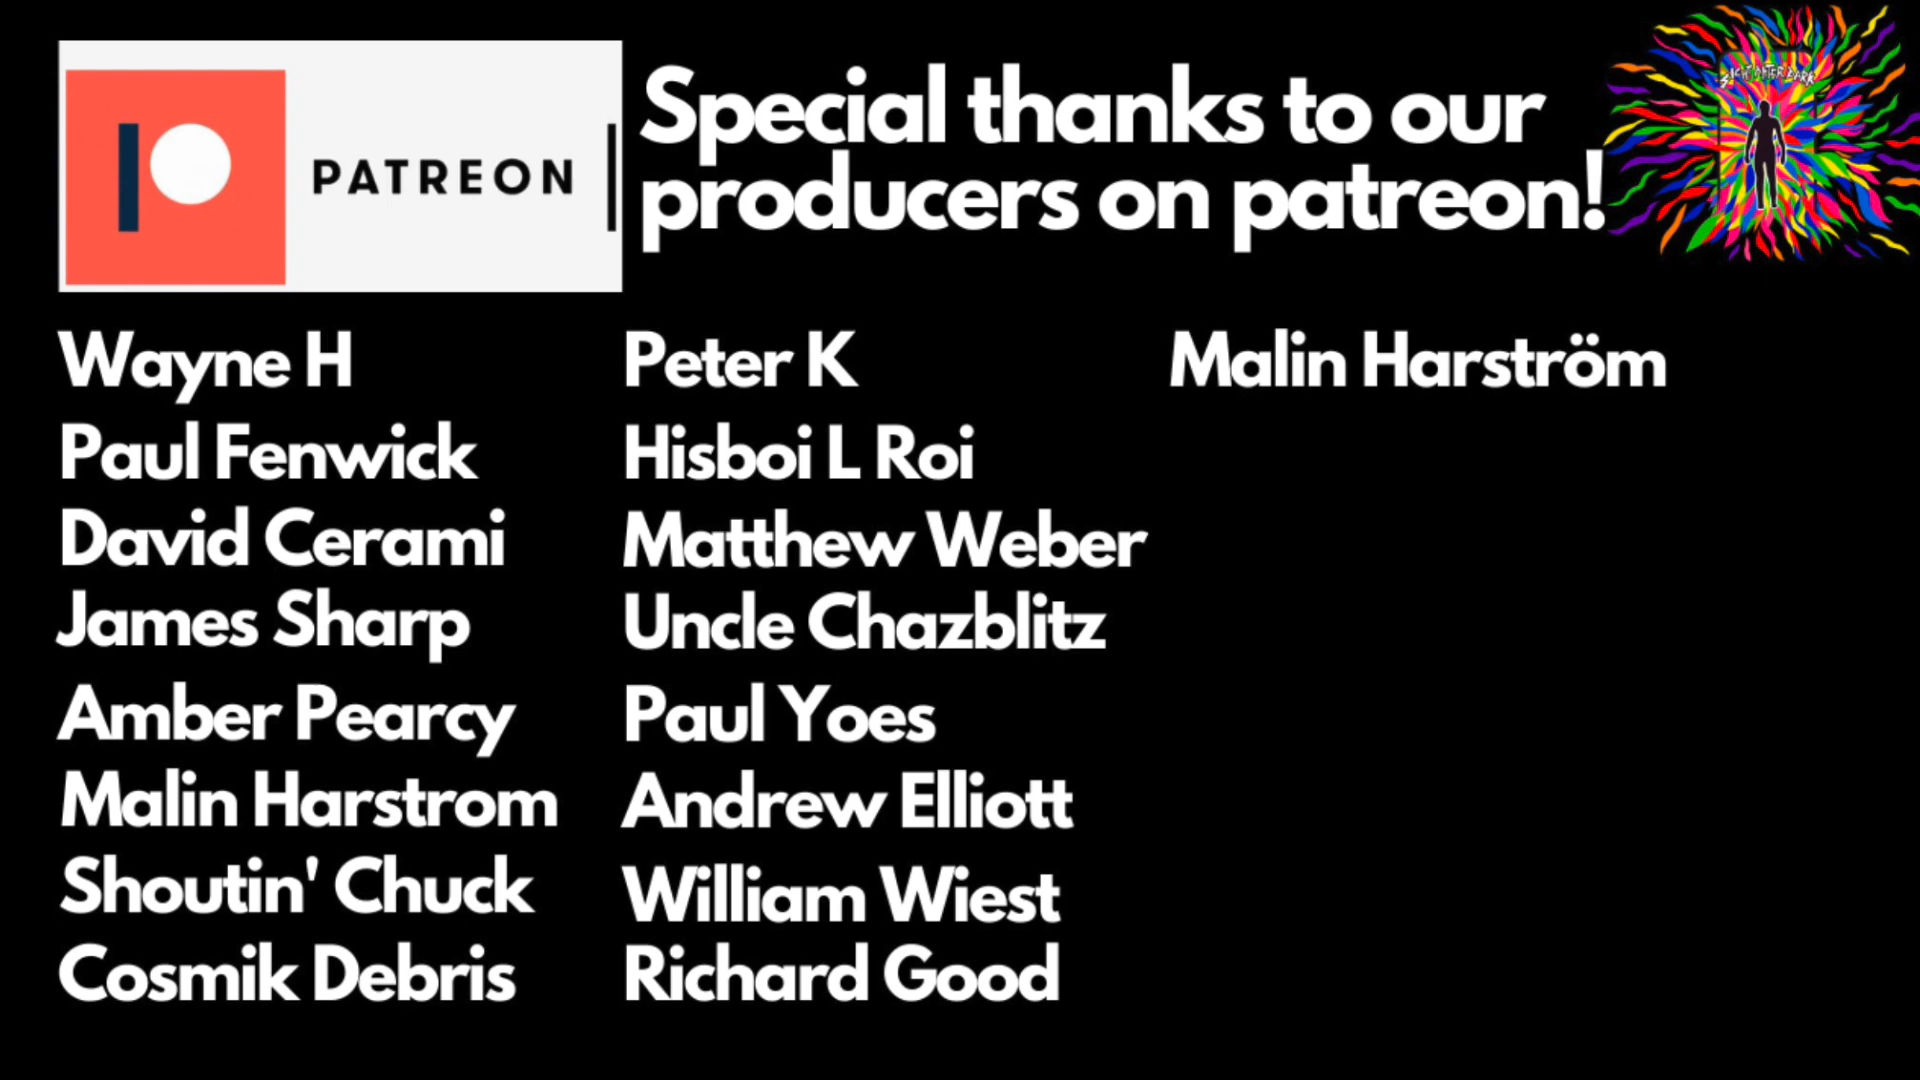 PATREON
Special thanks to our
producers on patreon!
Wayne H
Paul Fenwick
David Cerami
James Sharp
Amber Pearcy
Malin Harstrom
Shoutin' Chuck
Cosmik Debris
Peter K
Hisboi L Roi
Matthew Weber
Uncle Chazblitz
Paul Yoes
Andrew Elliott
William Wiest
Richard Good
Malin Harström